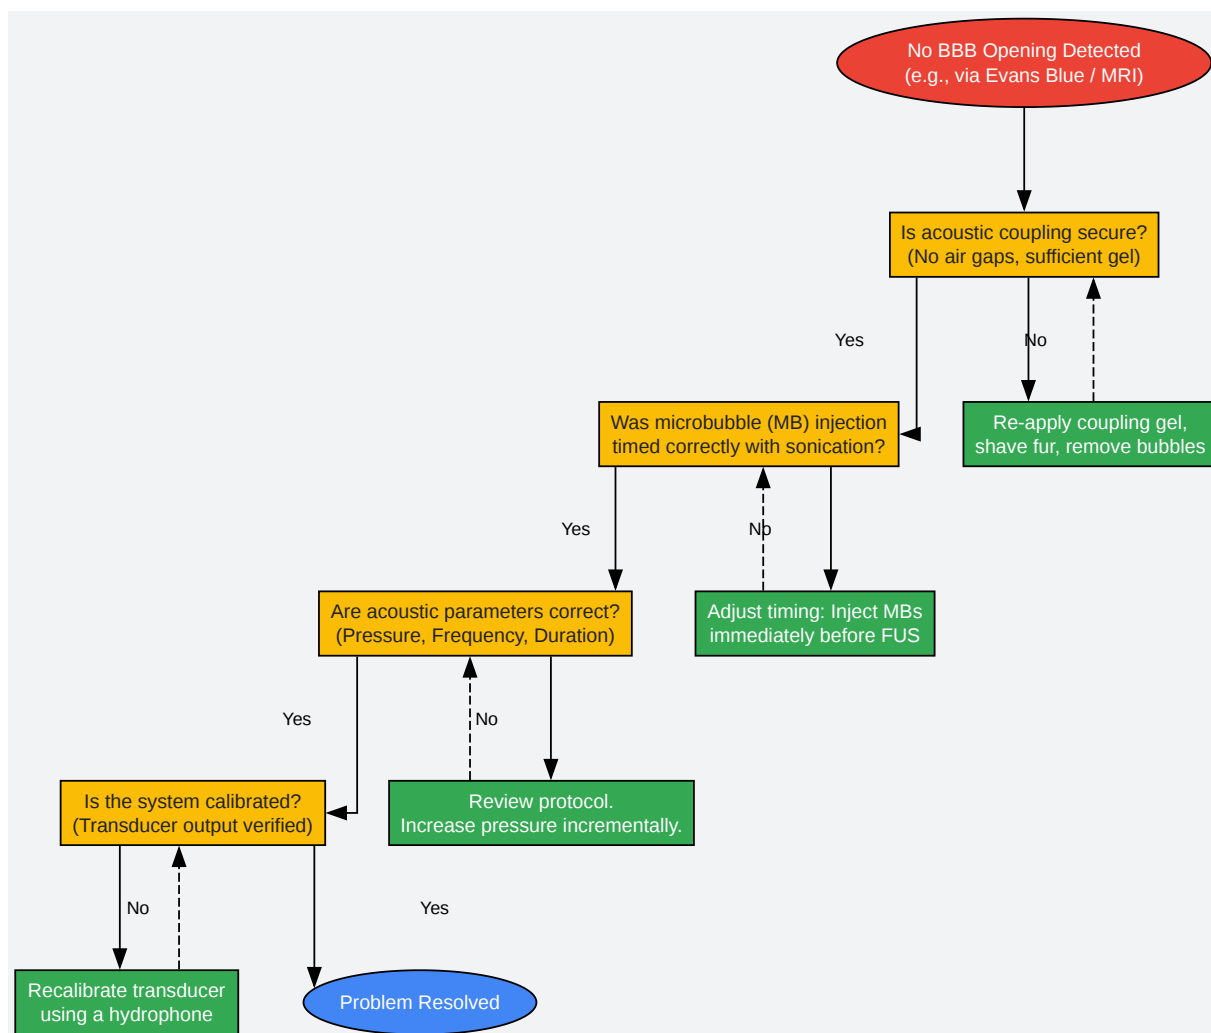 No BBB Opening Detected
(e.g., via Evans Blue / MRI)
Is acoustic coupling secure?
(No air gaps, sufficient gel)
Yes
No
Was microbubble (MB) injection
timed correctly with sonication?
Re-apply coupling gel,
shave fur, remove bubbles
Yes
No
Are acoustic parameters correct?
(Pressure, Frequency, Duration)
Adjust timing: Inject MBs
immediately before FUS
Yes
No
Is the system calibrated?
(Transducer output verified)
Review protocol.
Increase pressure incrementally.
No
Yes
Recalibrate transducer
using a hydrophone
Problem Resolved